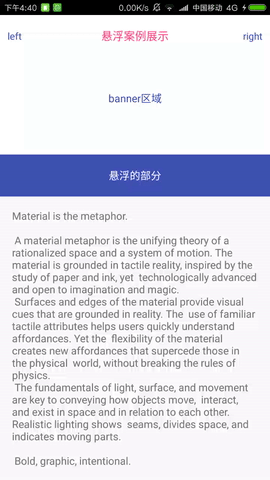 下午4:40 0.00K/s 中国移动 4G
left 悬浮案例展示 right
banner区域
悬浮的部分
Material is the metaphor.
A material metaphor is the unifying theory of a
rationalized space and a system of motion. The
material is grounded in tactile reality, inspired by the
study of paper and ink, yet technologically advanced
and open to imagination and magic.
Surfaces and edges of the material provide visual
cues that are grounded in reality. The use of familiar
tactile attributes helps users quickly understand
affordances. Yet the flexibility of the material
creates new affordances that supercede those in
the physical world, without breaking the rules of
physics.
The fundamentals of light, surface, and movement
are key to conveying how objects move, interact,
and exist in space and in relation to each other.
Realistic lighting shows seams, divides space, and
indicates moving parts.
Bold, graphic, intentional.